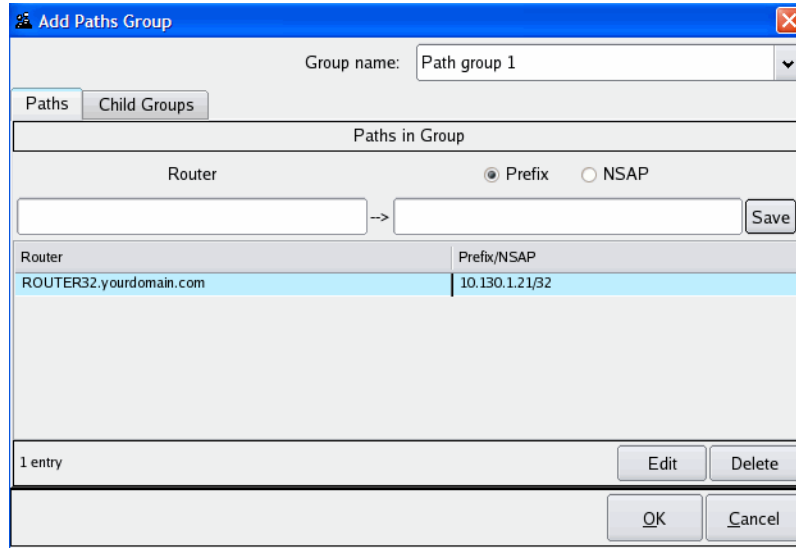 Add Paths Group
Group name: Path group 1
Paths Child Groups
Paths in Group
Router Prefix NSAP
--> Save
Router Prefix/NSAP
ROUTER32.yourdomain.com 10.130.1.21/32
1 entry Edit Delete
OK Cancel